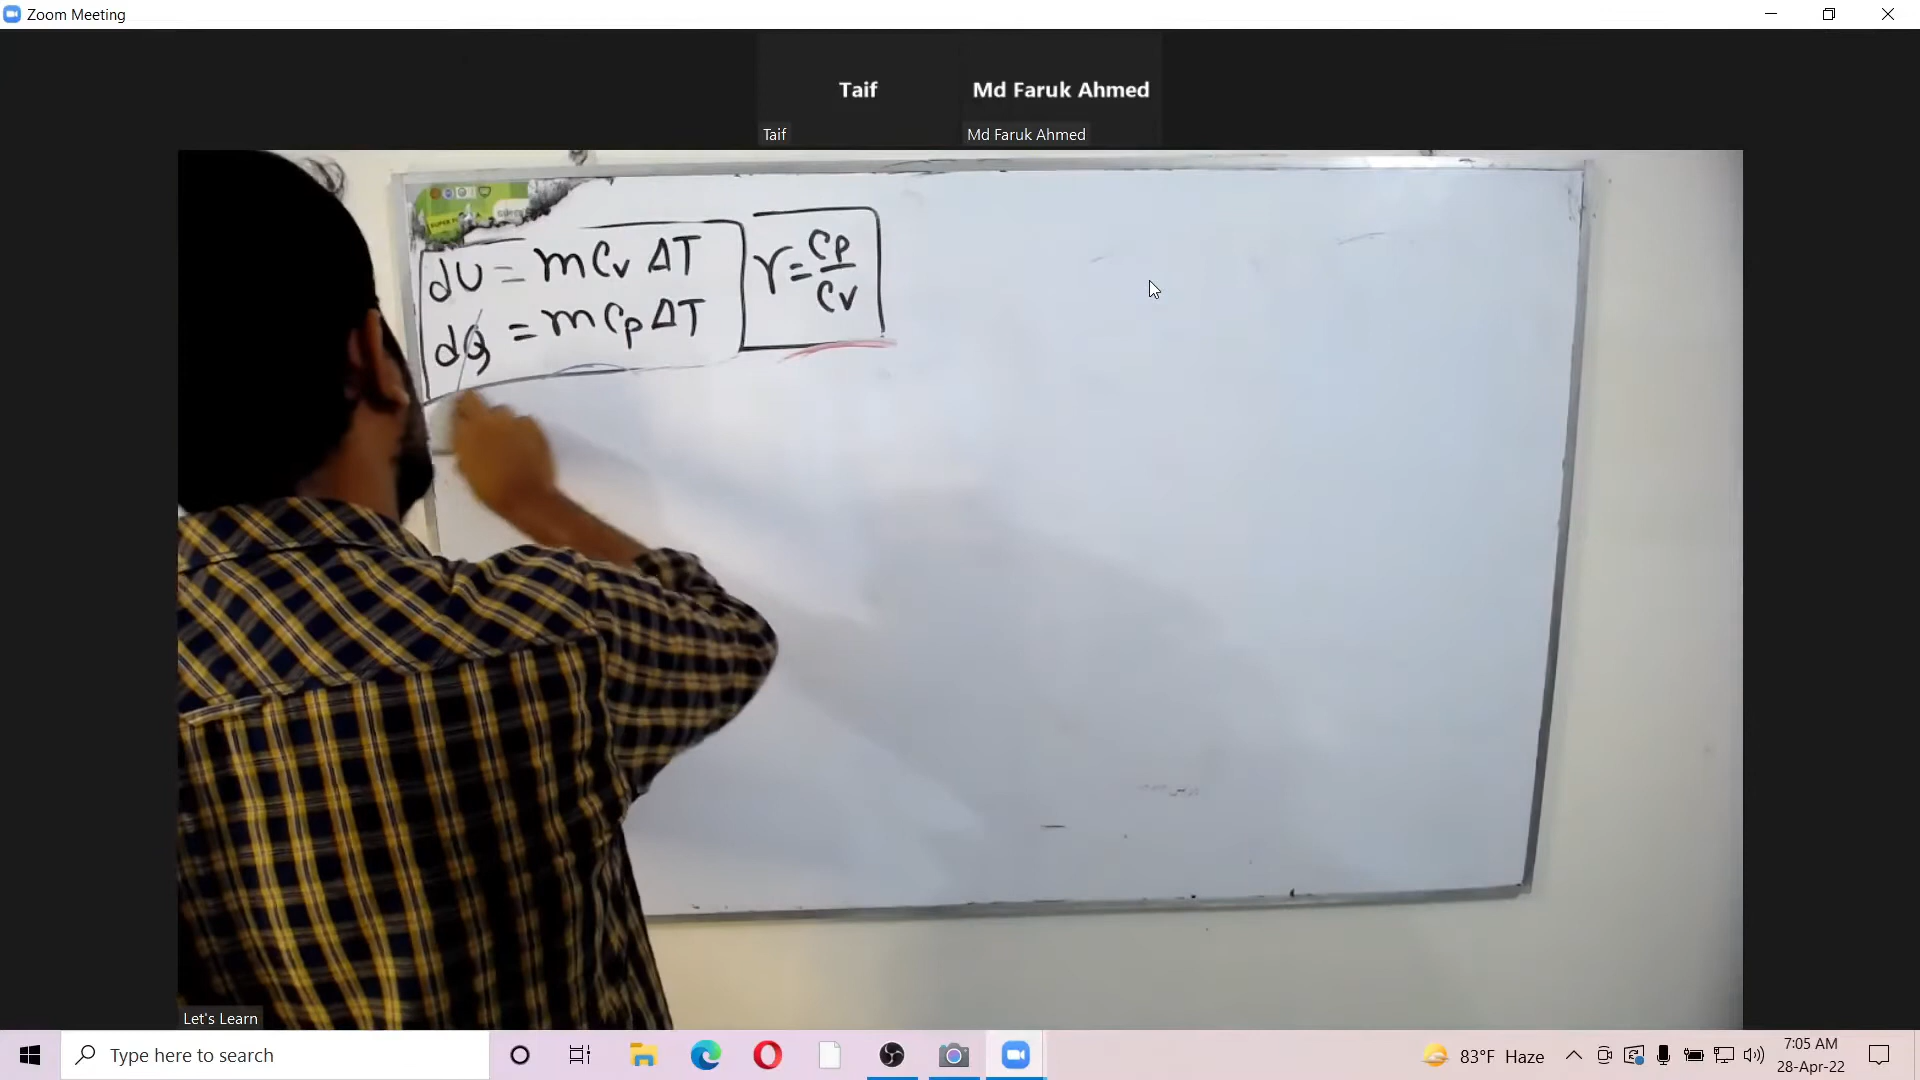 Zoom Meeting
Taif
Md Faruk Ahmed
Taif
Md Faruk Ahmed
dU = mCv ΔT
dQ = mCp ΔT
γ = Cp/Cv
Let's Learn
Type here to search
83°F Haze
7:05 AM
28-Apr-22